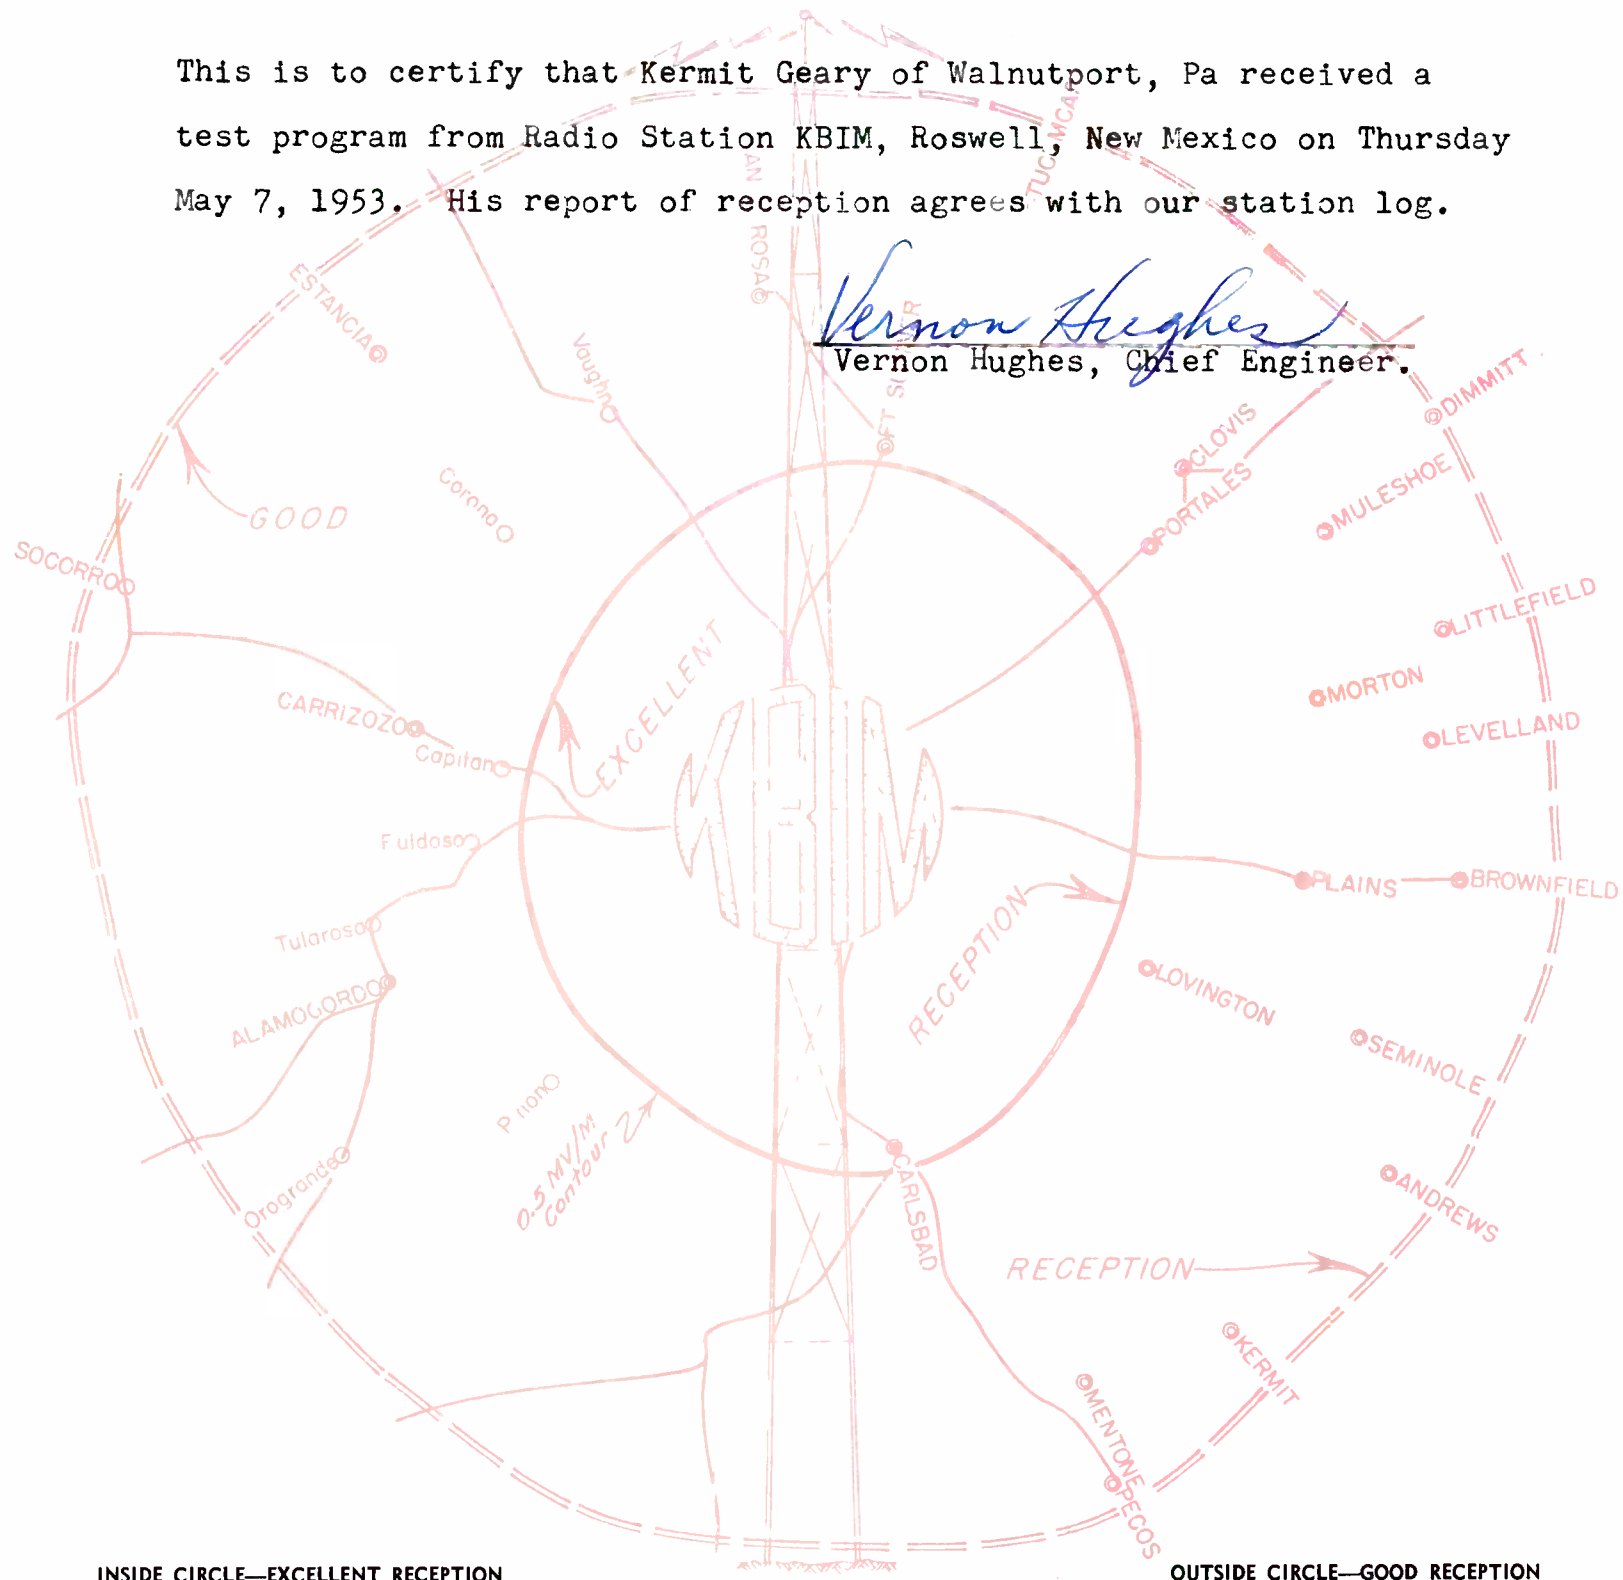 This is to certify that Kermit Geary of Walnutport, Pa received a
test program from Radio Station KBIM, Roswell, New Mexico on Thursday
May 7, 1953. His report of reception agrees with our station log.
Vernon Hughes
Vernon Hughes, Chief Engineer.
TUCUMCARI
ROSA
ESTANCIA
Vaughn
FT SUMNER
DIMMITT
CLOVIS
PORTALES
MULESHOE
Corona
GOOD
SOCORRO
LITTLEFIELD
EXCELLENT
MORTON
CARRIZOZO
LEVELLAND
Capitan
KBIM
Fuidoso
PLAINS
BROWNFIELD
RECEPTION
Tularosa
LOVINGTON
ALAMOGORDO
SEMINOLE
P non
0.5 MV/M
Contour
CARLSBAD
Orogrande
ANDREWS
RECEPTION
KERMIT
MENTONE
PECOS
INSIDE CIRCLE—EXCELLENT RECEPTION
OUTSIDE CIRCLE—GOOD RECEPTION